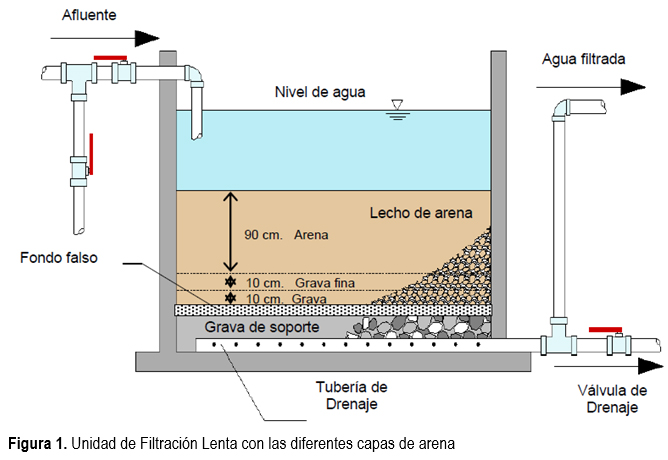 Afluente
Agua filtrada
Nivel de agua
Lecho de arena
90 cm. Arena
Fondo falso
10 cm. Grava fina
10 cm. Grava
Grava de soporte
Tubería de
Drenaje
Válvula de
Drenaje
Figura 1. Unidad de Filtración Lenta con las diferentes capas de arena